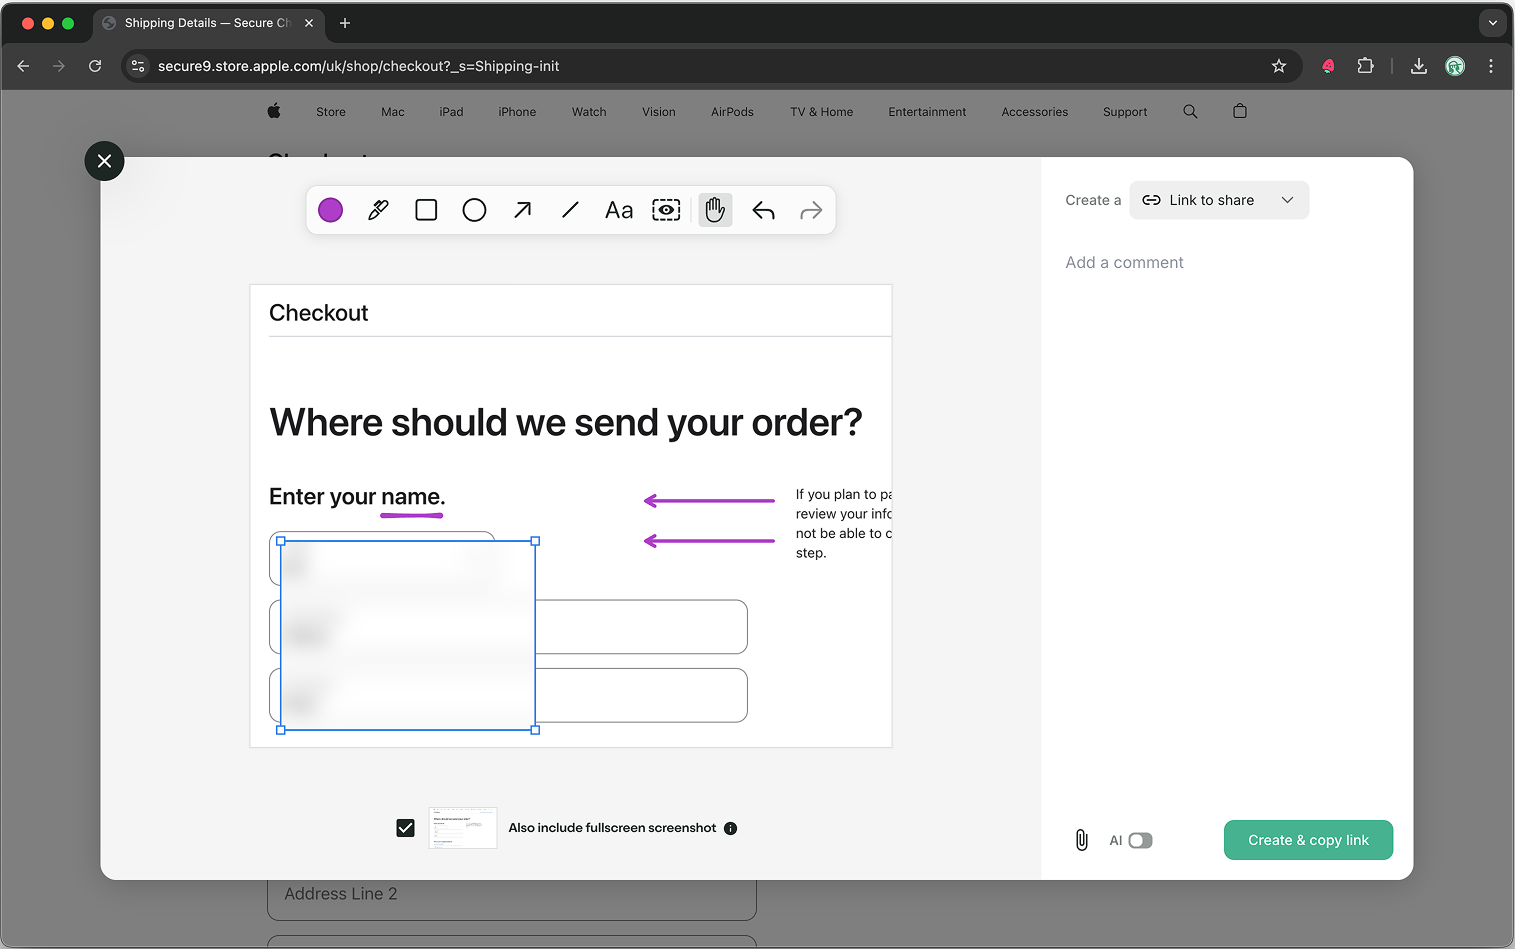 Shipping Details — Secure Ch
secure9.store.apple.com/uk/shop/checkout?_s=Shipping-init
Store Mac iPad iPhone Watch Vision AirPods TV & Home Entertainment Accessories Support
Aa
Create a Link to share
Add a comment
Checkout
Where should we send your order?
Enter your name.
If you plan to pa
review your info
not be able to c
step.
Also include fullscreen screenshot
AI
Create & copy link
Address Line 2